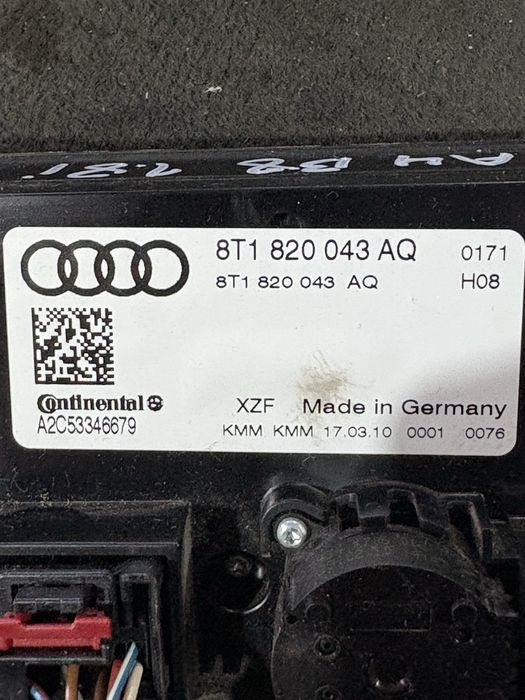 A4 B8 1.8i
8T1 820 043 AQ 0171
8T1 820 043 AQ H08
Continental
A2C53346679
XZF Made in Germany
KMM KMM 17.03.10 0001 0076